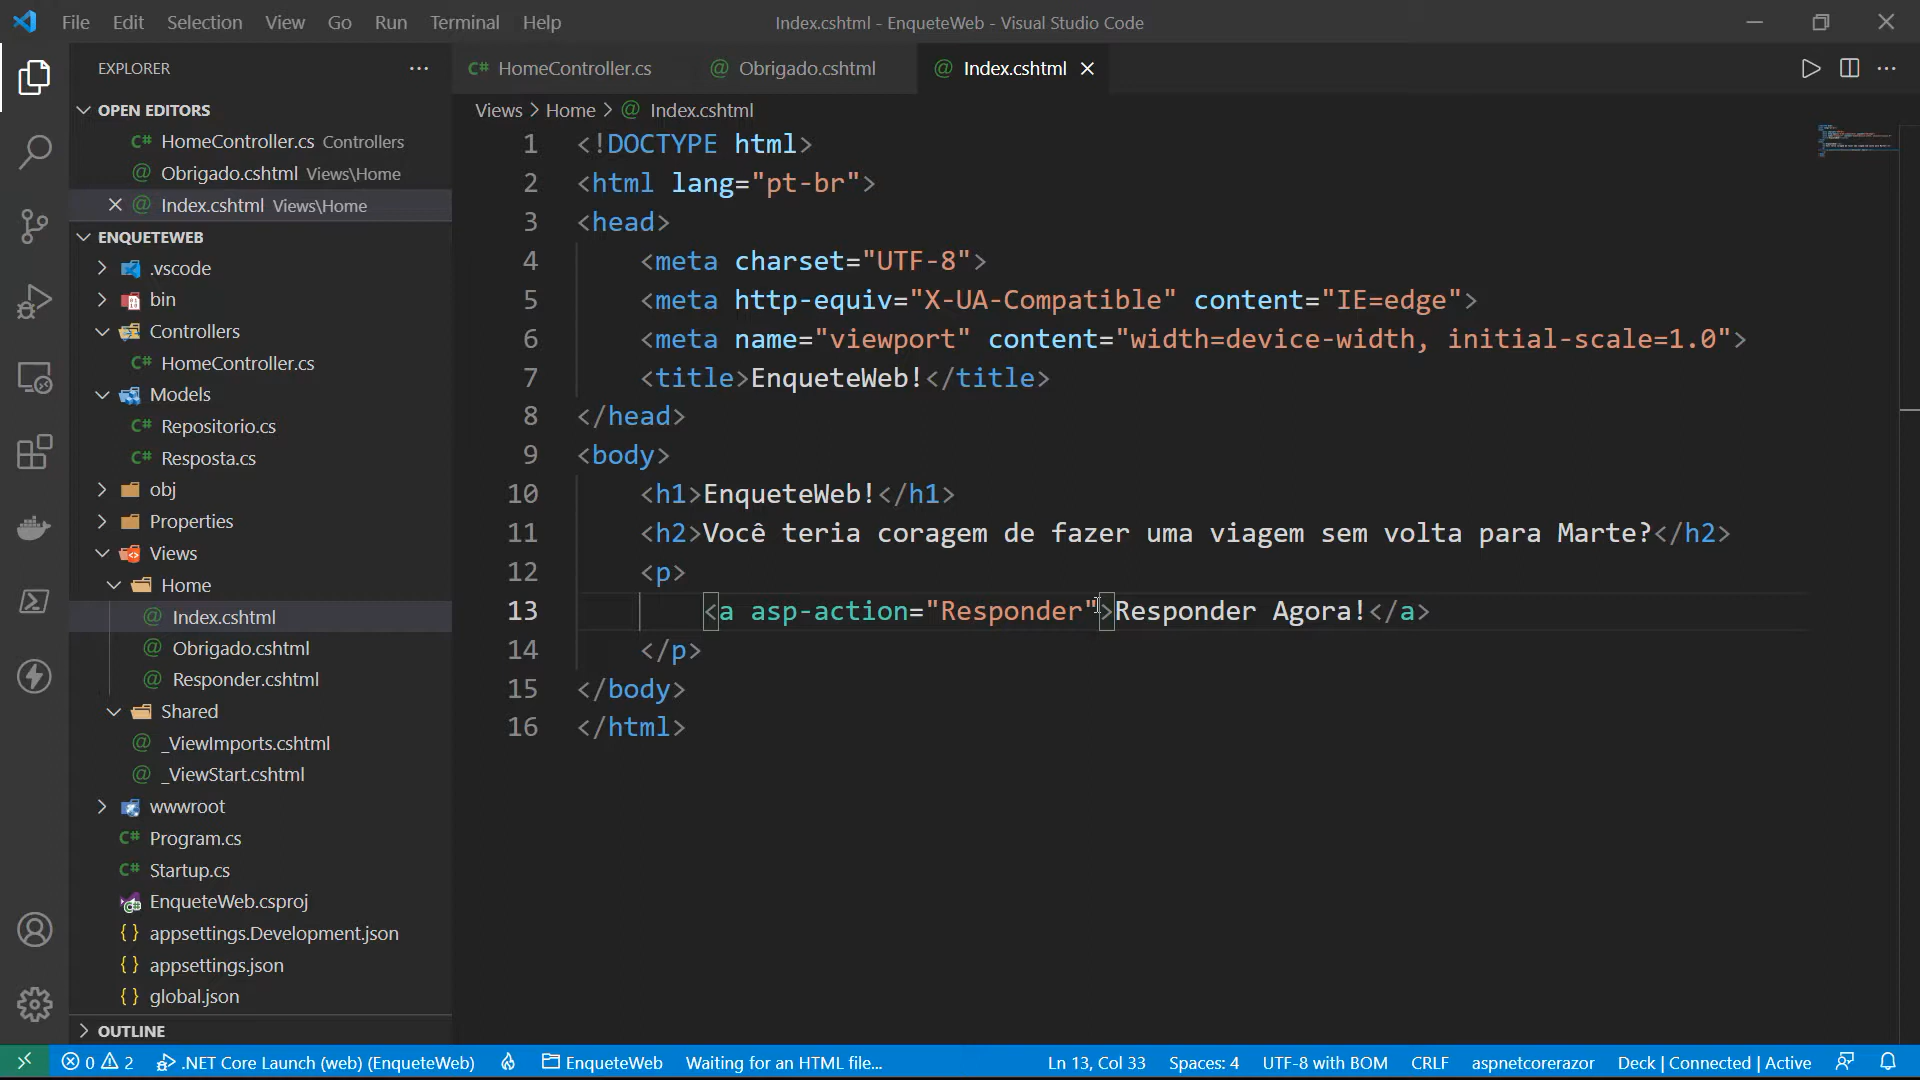 File Edit Selection View Go Run Terminal Help
Index.cshtml - EnqueteWeb - Visual Studio Code
EXPLORER
OPEN EDITORS
C# HomeController.cs Controllers
@ Obrigado.cshtml Views\Home
@ Index.cshtml Views\Home
ENQUETEWEB
.vscode
bin
Controllers
C# HomeController.cs
Models
C# Repositorio.cs
C# Resposta.cs
obj
Properties
Views
Home
@ Index.cshtml
@ Obrigado.cshtml
@ Responder.cshtml
Shared
@ _ViewImports.cshtml
@ _ViewStart.cshtml
wwwroot
C# Program.cs
C# Startup.cs
EnqueteWeb.csproj
{} appsettings.Development.json
{} appsettings.json
{} global.json
OUTLINE
C# HomeController.cs @ Obrigado.cshtml @ Index.cshtml
Views > Home > @ Index.cshtml
1 <!DOCTYPE html>
2 <html lang="pt-br">
3 <head>
4 <meta charset="UTF-8">
5 <meta http-equiv="X-UA-Compatible" content="IE=edge">
6 <meta name="viewport" content="width=device-width, initial-scale=1.0">
7 <title>EnqueteWeb!</title>
8 </head>
9 <body>
10 <h1>EnqueteWeb!</h1>
11 <h2>Você teria coragem de fazer uma viagem sem volta para Marte?</h2>
12 <p>
13 <a asp-action="Responder">Responder Agora!</a>
14 </p>
15 </body>
16 </html>
0 2 .NET Core Launch (web) (EnqueteWeb) EnqueteWeb Waiting for an HTML file... Ln 13, Col 33 Spaces: 4 UTF-8 with BOM CRLF aspnetcorerazor Deck | Connected | Active